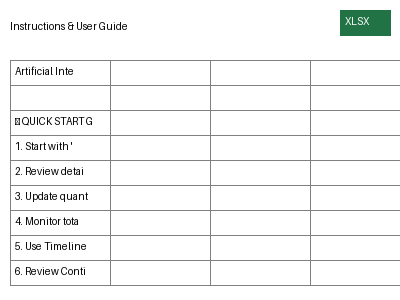 Instructions & User Guide
XLSX
Artificial Inte
QUICK START G
1. Start with '
2. Review detai
3. Update quant
4. Monitor tota
5. Use Timeline
6. Review Conti